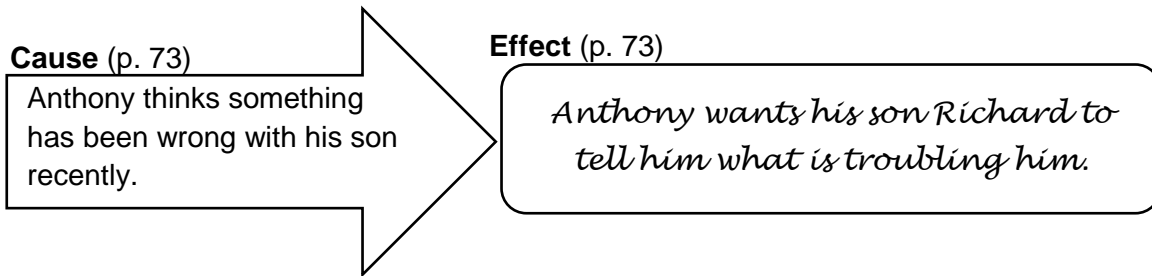 Cause (p. 73)
Anthony thinks something
has been wrong with his son
recently.
Effect (p. 73)
Anthony wants his son Richard to
tell him what is troubling him.